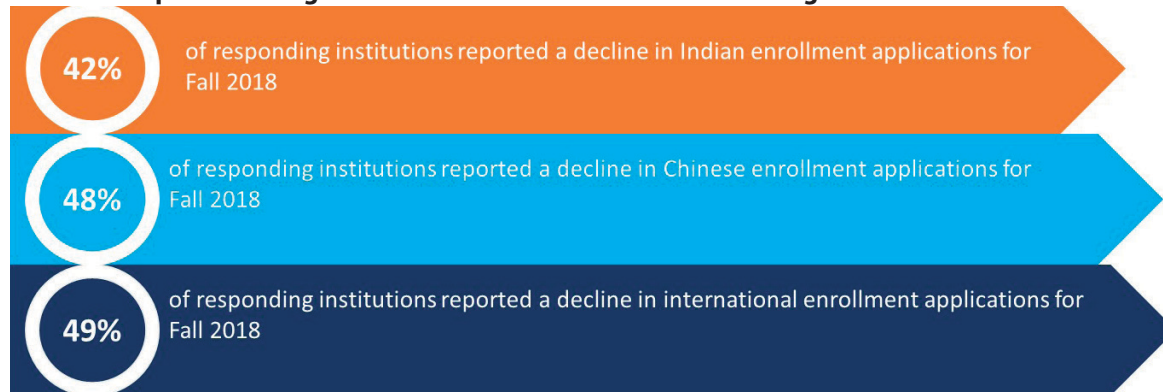 42%
of responding institutions reported a decline in Indian enrollment applications for
Fall 2018
48%
of responding institutions reported a decline in Chinese enrollment applications for
Fall 2018
49%
of responding institutions reported a decline in international enrollment applications for
Fall 2018